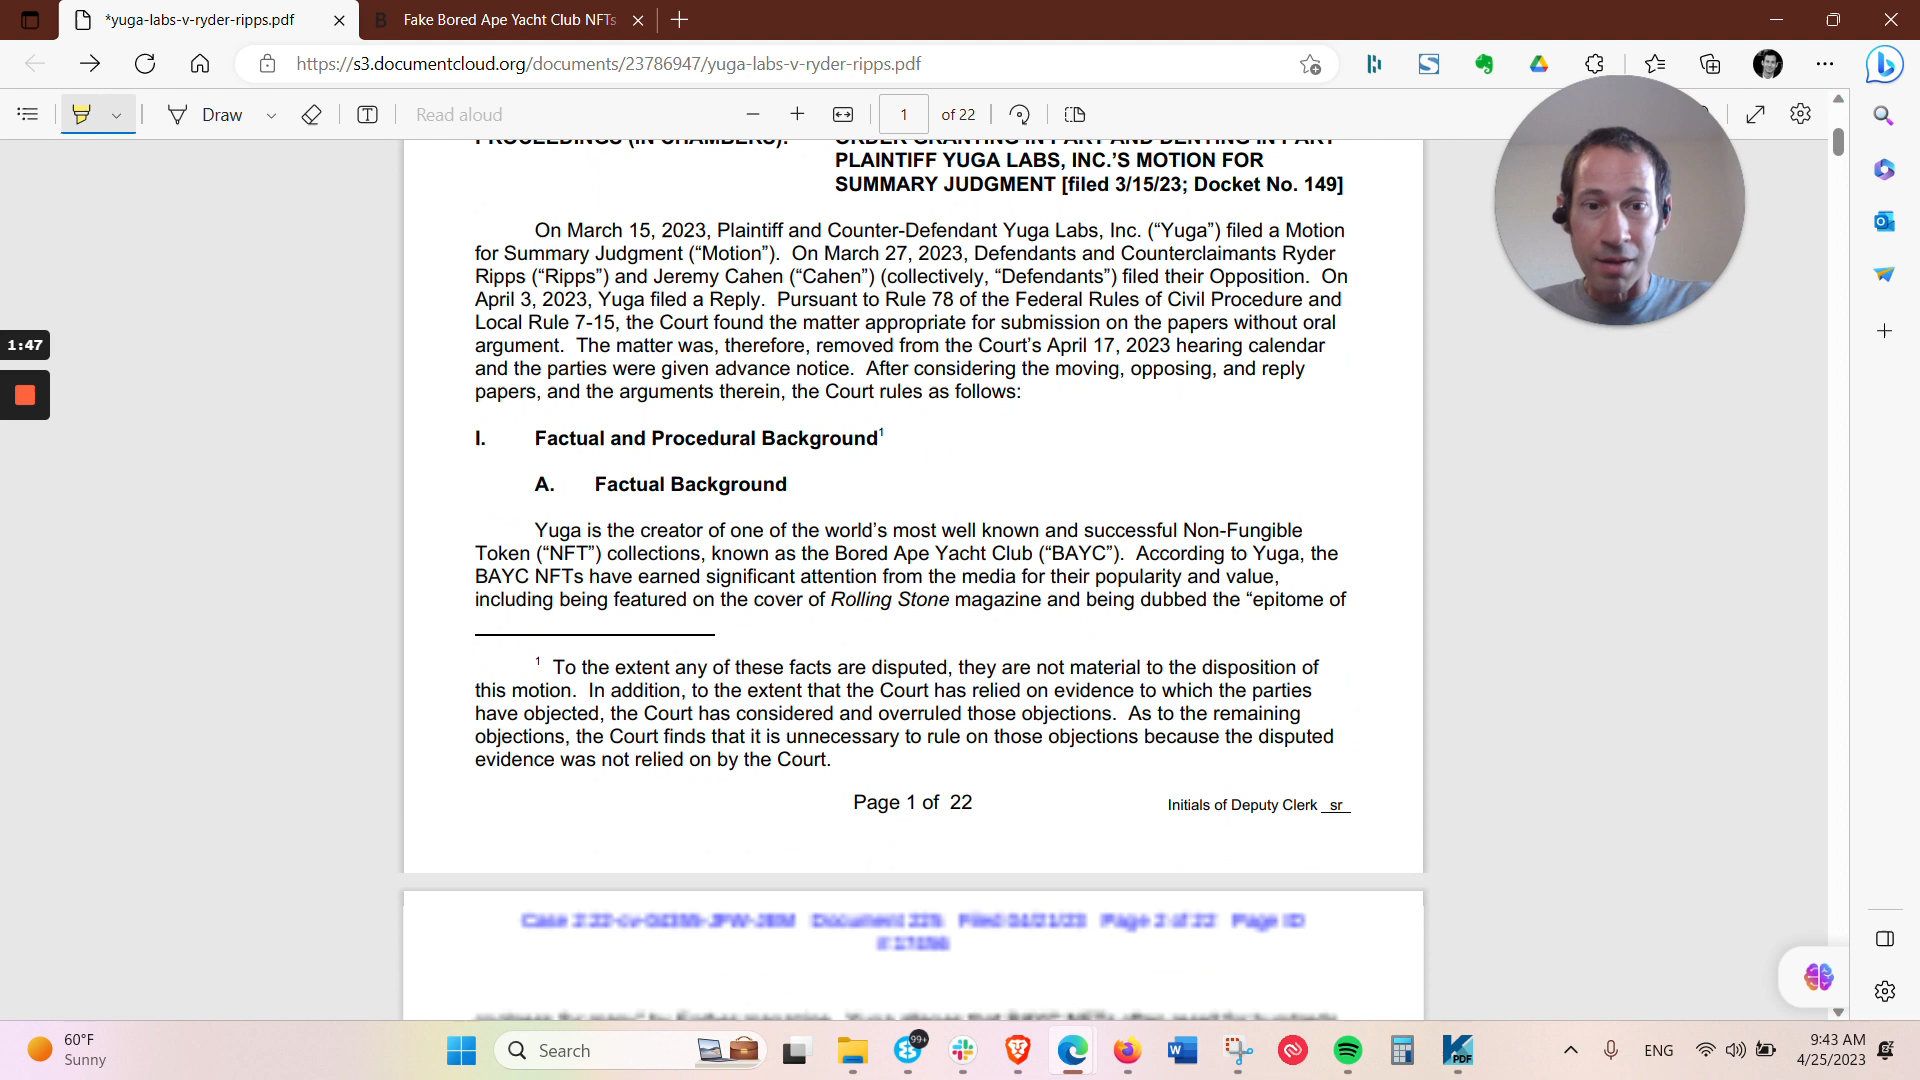 *yuga-labs-v-ryder-ripps.pdf
Fake Bored Ape Yacht Club NFTs
https://s3.documentcloud.org/documents/23786947/yuga-labs-v-ryder-ripps.pdf
Draw
Read aloud
1
of 22
PLAINTIFF YUGA LABS, INC.’S MOTION FOR
SUMMARY JUDGMENT [filed 3/15/23; Docket No. 149]
On March 15, 2023, Plaintiff and Counter-Defendant Yuga Labs, Inc. (“Yuga”) filed a Motion
for Summary Judgment (“Motion”). On March 27, 2023, Defendants and Counterclaimants Ryder
Ripps (“Ripps”) and Jeremy Cahen (“Cahen”) (collectively, “Defendants”) filed their Opposition. On
April 3, 2023, Yuga filed a Reply. Pursuant to Rule 78 of the Federal Rules of Civil Procedure and
Local Rule 7-15, the Court found the matter appropriate for submission on the papers without oral
argument. The matter was, therefore, removed from the Court’s April 17, 2023 hearing calendar
and the parties were given advance notice. After considering the moving, opposing, and reply
papers, and the arguments therein, the Court rules as follows:
I. Factual and Procedural Background1
A. Factual Background
Yuga is the creator of one of the world’s most well known and successful Non-Fungible
Token (“NFT”) collections, known as the Bored Ape Yacht Club (“BAYC”). According to Yuga, the
BAYC NFTs have earned significant attention from the media for their popularity and value,
including being featured on the cover of Rolling Stone magazine and being dubbed the “epitome of
1 To the extent any of these facts are disputed, they are not material to the disposition of
this motion. In addition, to the extent that the Court has relied on evidence to which the parties
have objected, the Court has considered and overruled those objections. As to the remaining
objections, the Court finds that it is unnecessary to rule on those objections because the disputed
evidence was not relied on by the Court.
Page 1 of 22
Initials of Deputy Clerk sr
1:47
60°F
Sunny
Search
99+
W
PDF
ENG
9:43 AM
4/25/2023